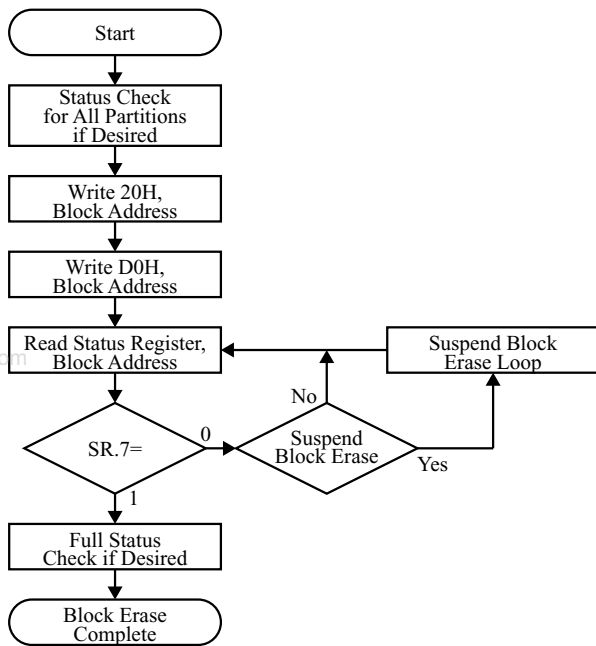 Start
Status Check
for All Partitions
if Desired
Write 20H,
Block Address
Write D0H,
Block Address
Read Status Register,
Block Address
Suspend Block
Erase Loop
om
No
SR.7=
0
Suspend
Block Erase
Yes
1
Full Status
Check if Desired
Block Erase
Complete